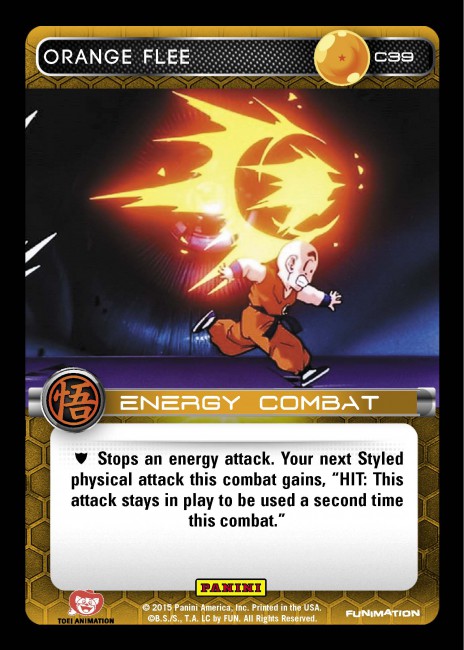 ORANGE FLEE
C39
悟
ENERGY COMBAT
Stops an energy attack. Your next Styled
physical attack this combat gains, “HIT: This
attack stays in play to be used a second time
this combat.”
PANINI
TOEI ANIMATION
© 2015 Panini America, Inc. Printed in the USA.
©B.S./S., T.A. LC by FUN. All Rights Reserved.
FUNIMATION